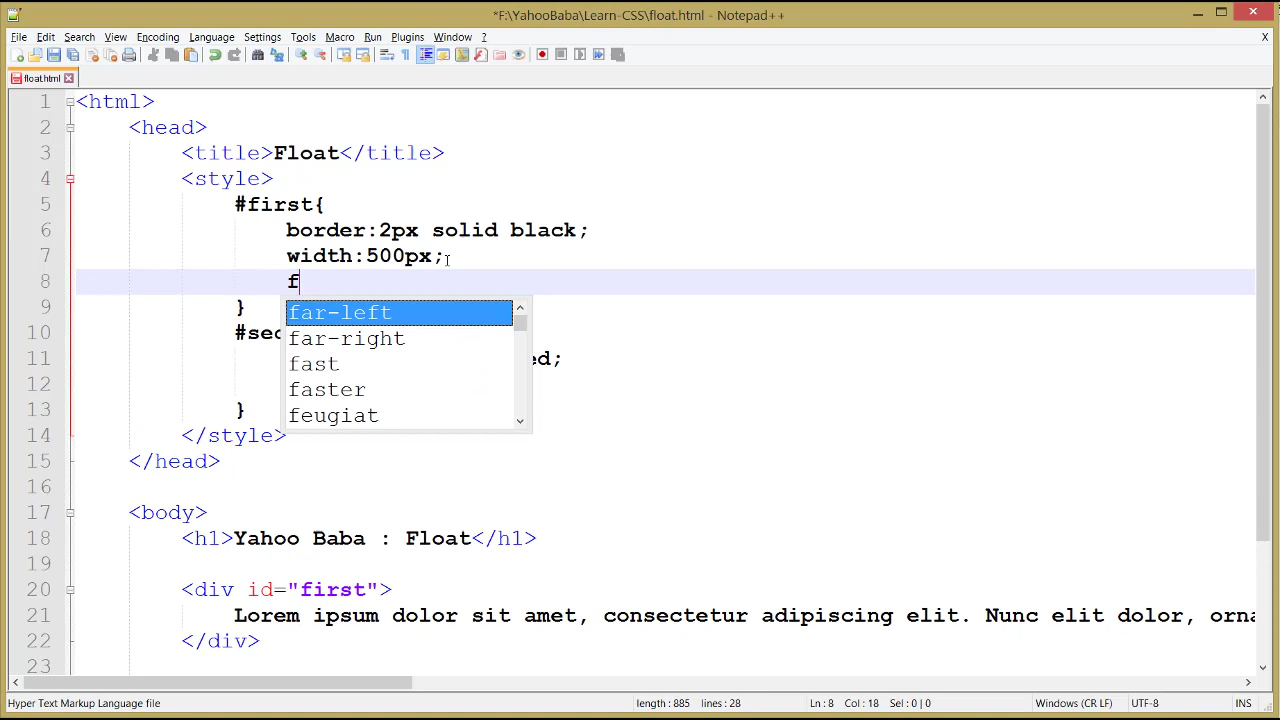 *F:\YahooBaba\Learn-CSS\float.html - Notepad++
File Edit Search View Encoding Language Settings Tools Macro Run Plugins Window ? X
float.html
1 <html>
2 <head>
3 <title>Float</title>
4 <style>
5 #first{
6 border:2px solid black;
7 width:500px;
8 f
far-left
9 }
far-right
10 #sec
fast
11 ed;
faster
12
feugiat
13 }
14 </style>
15 </head>
16
17 <body>
18 <h1>Yahoo Baba : Float</h1>
19
20 <div id="first">
21 Lorem ipsum dolor sit amet, consectetur adipiscing elit. Nunc elit dolor, orna
22 </div>
23
Hyper Text Markup Language file length : 885 lines : 28 Ln : 8 Col : 18 Sel : 0 | 0 Windows (CR LF) UTF-8 INS